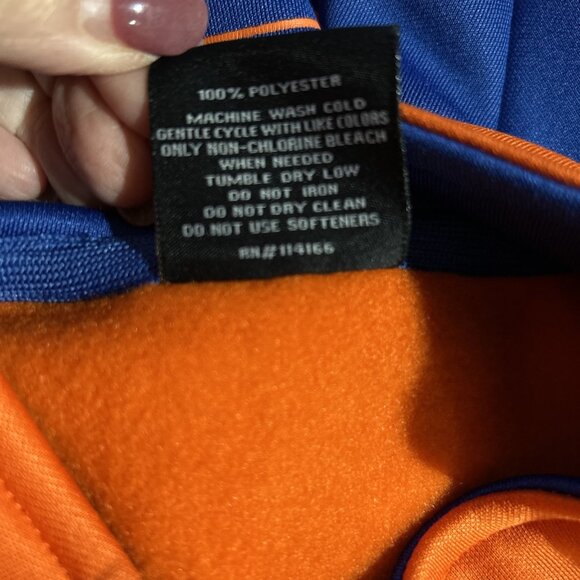 100% POLYESTER
MACHINE WASH COLD
GENTLE CYCLE WITH LIKE COLORS
ONLY NON-CHLORINE BLEACH
WHEN NEEDED
TUMBLE DRY LOW
DO NOT IRON
DO NOT DRY CLEAN
DO NOT USE SOFTENERS
RN# 114166